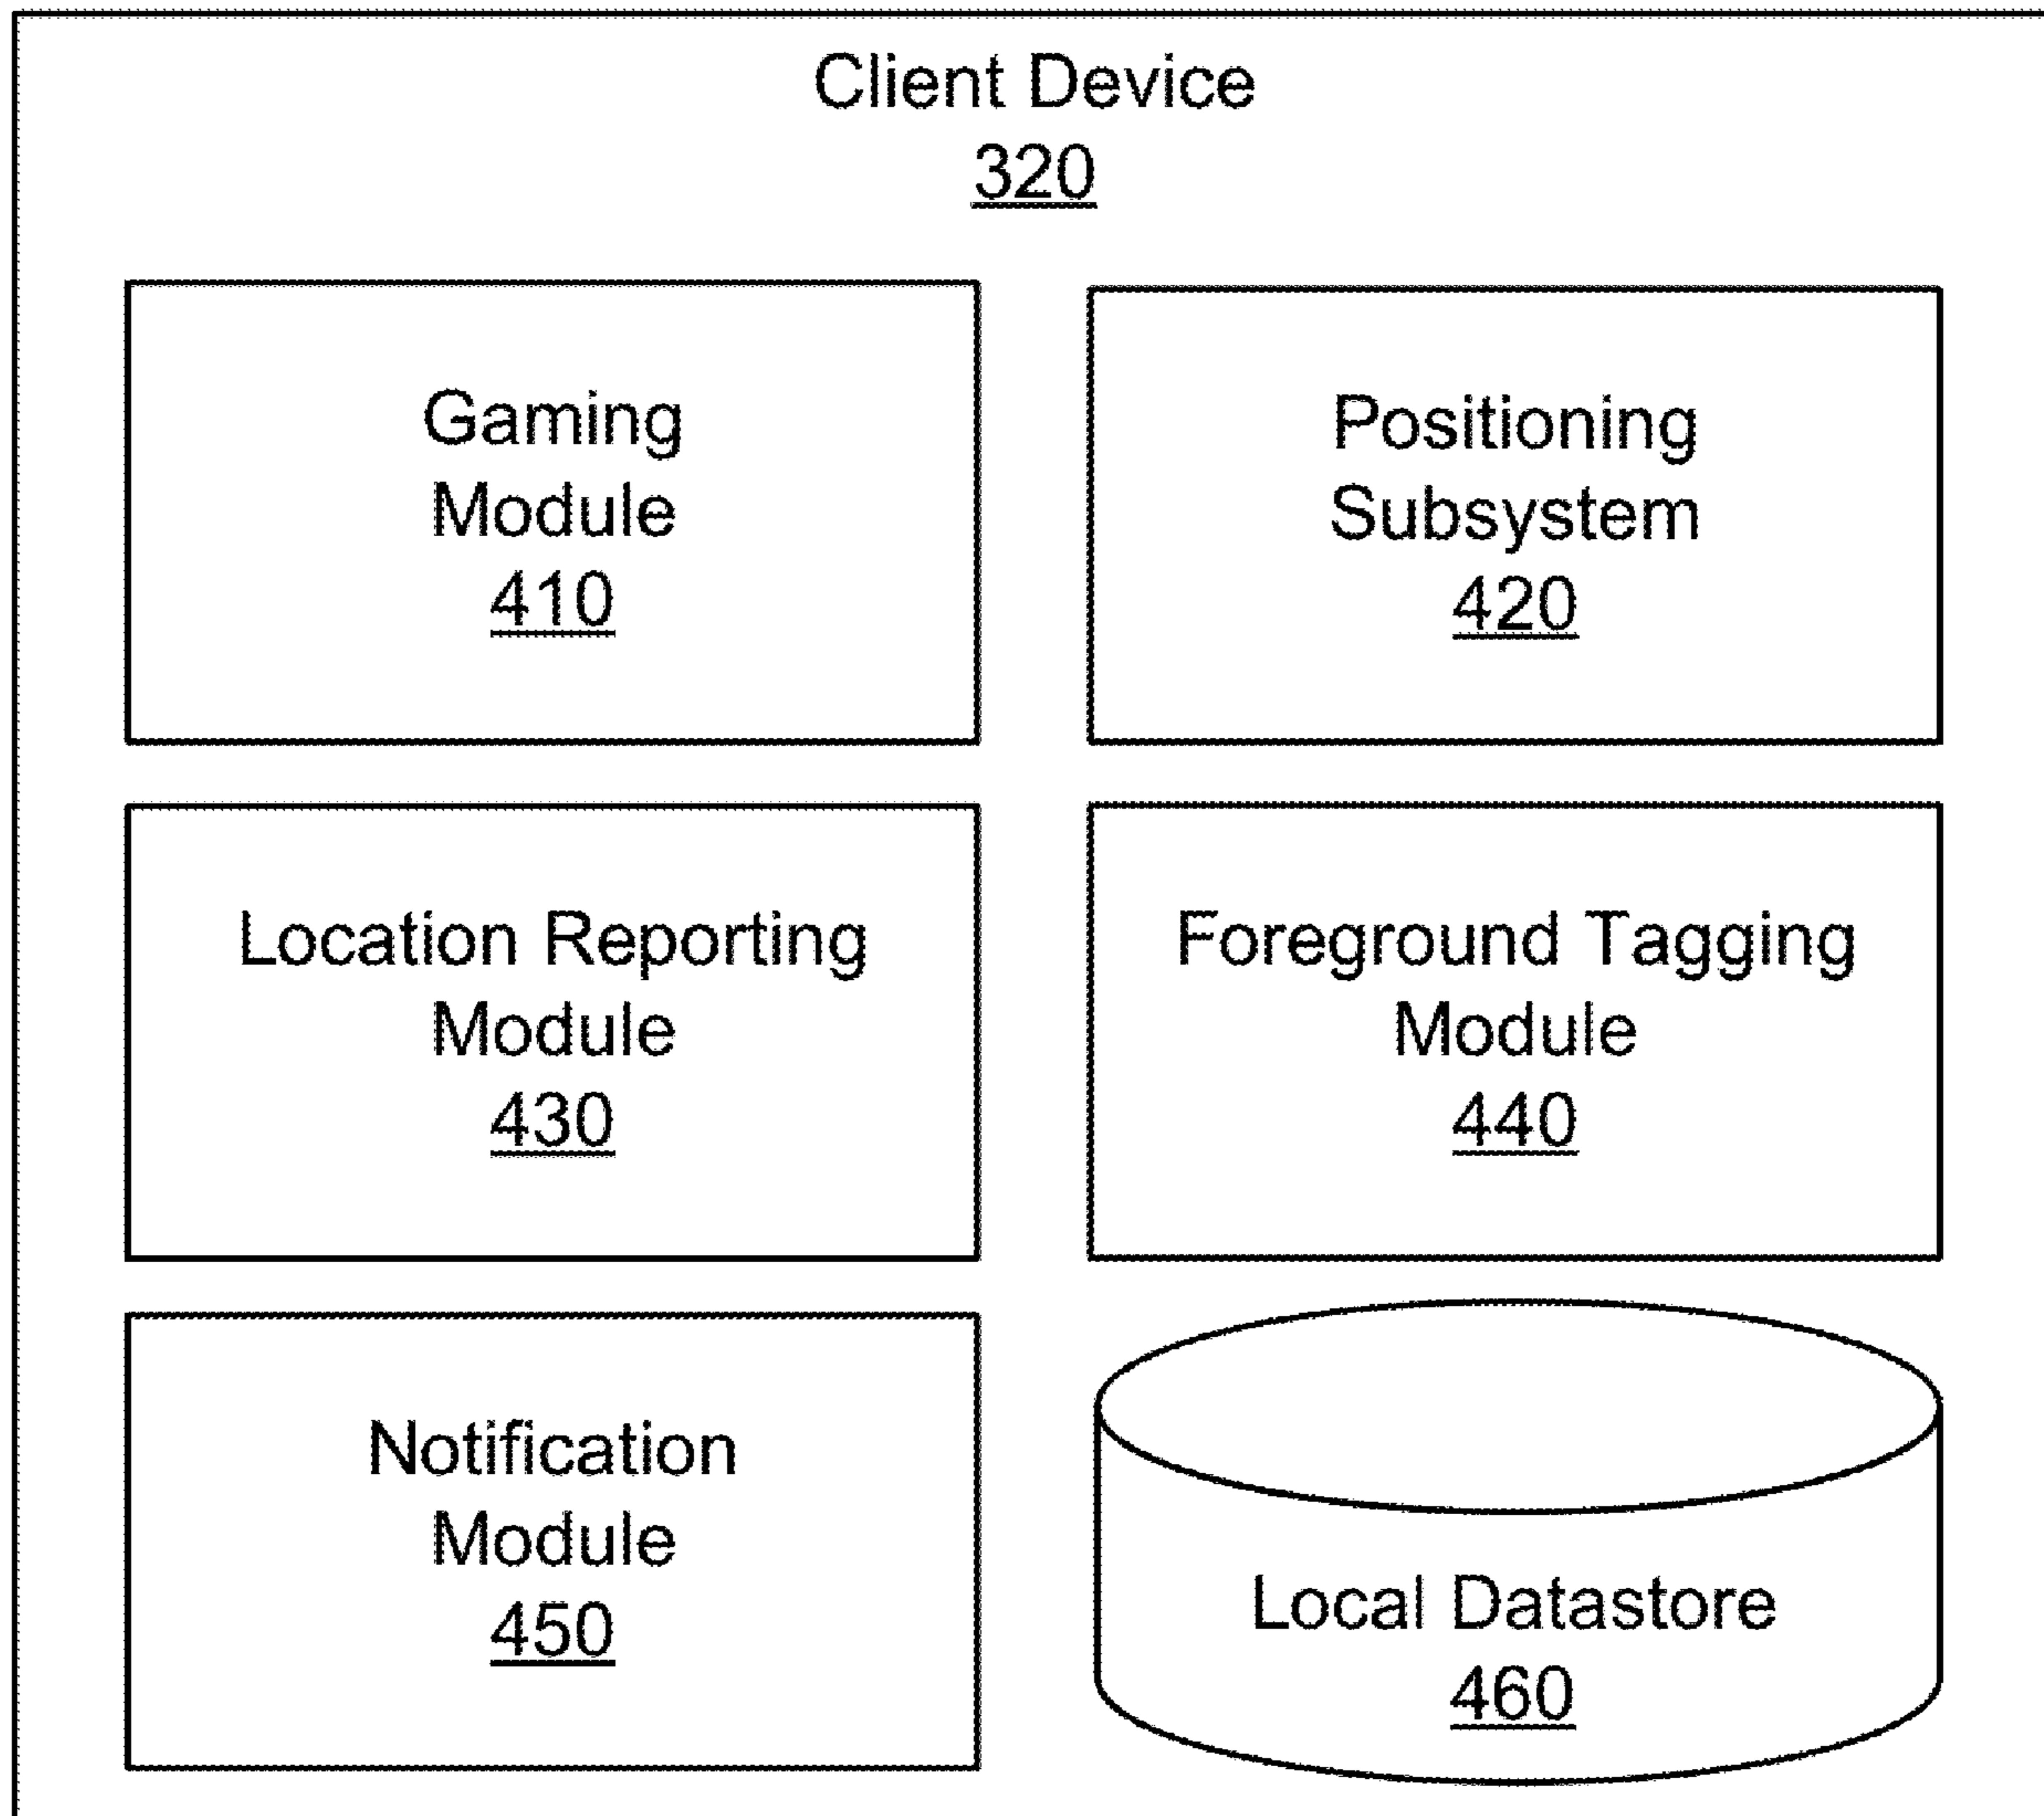 Client Device
320
Gaming
Module
410
Positioning
Subsystem
420
Location Reporting
Module
430
Foreground Tagging
Module
440
Notification
Module
450
Local Datastore
460